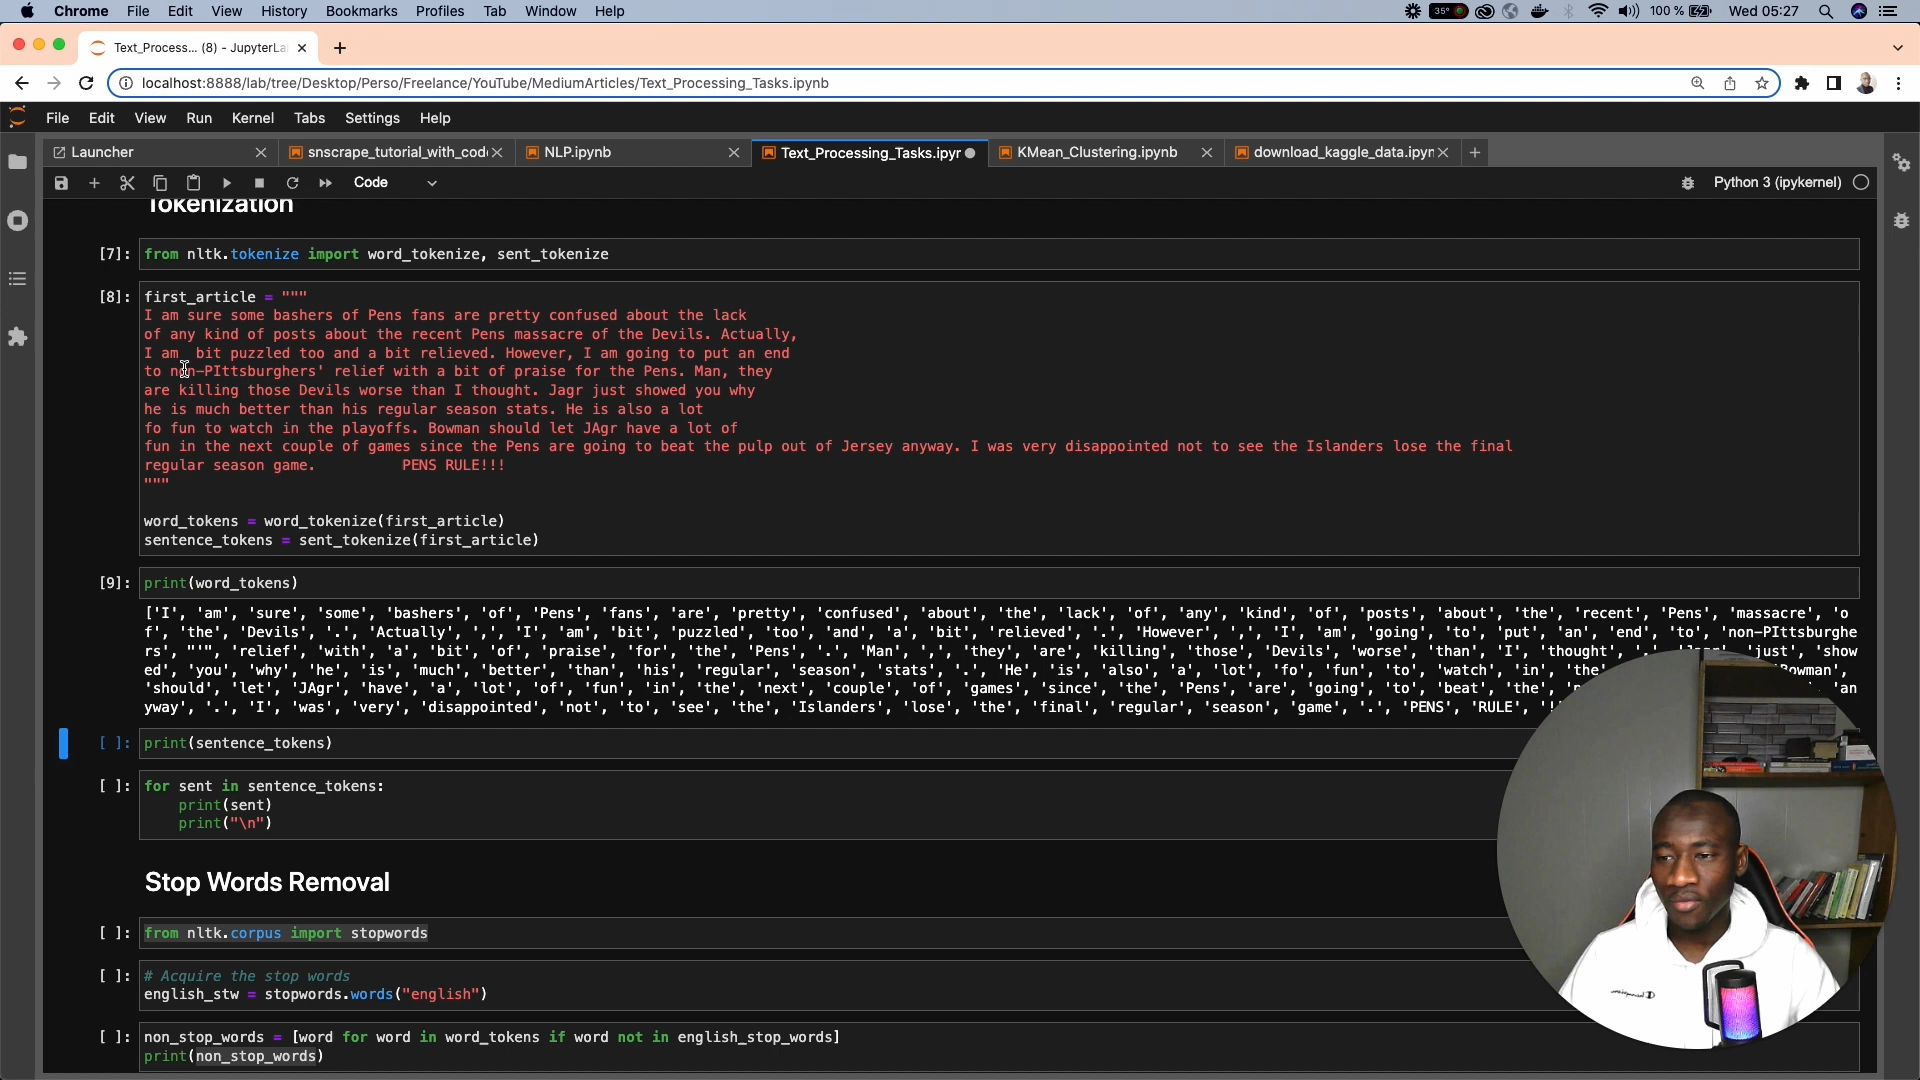 Chrome File Edit View History Bookmarks Profiles Tab Window Help 35° 100 % Wed 05:27
Text_Process... (8) - JupyterLa
localhost:8888/lab/tree/Desktop/Perso/Freelance/YouTube/MediumArticles/Text_Processing_Tasks.ipynb
File Edit View Run Kernel Tabs Settings Help
Launcher snscrape_tutorial_with_cod NLP.ipynb Text_Processing_Tasks.ipyr KMean_Clustering.ipynb download_kaggle_data.ipyn
Code Python 3 (ipykernel)
Tokenization
[7]: from nltk.tokenize import word_tokenize, sent_tokenize
[8]: first_article = """
I am sure some bashers of Pens fans are pretty confused about the lack
of any kind of posts about the recent Pens massacre of the Devils. Actually,
I am  bit puzzled too and a bit relieved. However, I am going to put an end
to non-PIttsburghers' relief with a bit of praise for the Pens. Man, they
are killing those Devils worse than I thought. Jagr just showed you why
he is much better than his regular season stats. He is also a lot
fo fun to watch in the playoffs. Bowman should let JAgr have a lot of
fun in the next couple of games since the Pens are going to beat the pulp out of Jersey anyway. I was very disappointed not to see the Islanders lose the final
regular season game.          PENS RULE!!!
"""
word_tokens = word_tokenize(first_article)
sentence_tokens = sent_tokenize(first_article)
[9]: print(word_tokens)
['I', 'am', 'sure', 'some', 'bashers', 'of', 'Pens', 'fans', 'are', 'pretty', 'confused', 'about', 'the', 'lack', 'of', 'any', 'kind', 'of', 'posts', 'about', 'the', 'recent', 'Pens', 'massacre', 'o
f', 'the', 'Devils', '.', 'Actually', ',', 'I', 'am', 'bit', 'puzzled', 'too', 'and', 'a', 'bit', 'relieved', '.', 'However', ',', 'I', 'am', 'going', 'to', 'put', 'an', 'end', 'to', 'non-PIttsburghe
rs', "'", 'relief', 'with', 'a', 'bit', 'of', 'praise', 'for', 'the', 'Pens', '.', 'Man', ',', 'they', 'are', 'killing', 'those', 'Devils', 'worse', 'than', 'I', 'thought', '.', 'just', 'show
ed', 'you', 'why', 'he', 'is', 'much', 'better', 'than', 'his', 'regular', 'season', 'stats', '.', 'He', 'is', 'also', 'a', 'lot', 'fo', 'fun', 'to', 'watch', 'in', 'the 'Bowman',
'should', 'let', 'JAgr', 'have', 'a', 'lot', 'of', 'fun', 'in', 'the', 'next', 'couple', 'of', 'games', 'since', 'the', 'Pens', 'are', 'going', 'to', 'beat', 'the', 'an
yway', '.', 'I', 'was', 'very', 'disappointed', 'not', 'to', 'see', 'the', 'Islanders', 'lose', 'the', 'final', 'regular', 'season', 'game', '.', 'PENS', 'RULE',
[ ]: print(sentence_tokens)
[ ]: for sent in sentence_tokens:
print(sent)
print("\n")
Stop Words Removal
[ ]: from nltk.corpus import stopwords
[ ]: # Acquire the stop words
english_stw = stopwords.words("english")
[ ]: non_stop_words = [word for word in word_tokens if word not in english_stop_words]
print(non_stop_words)